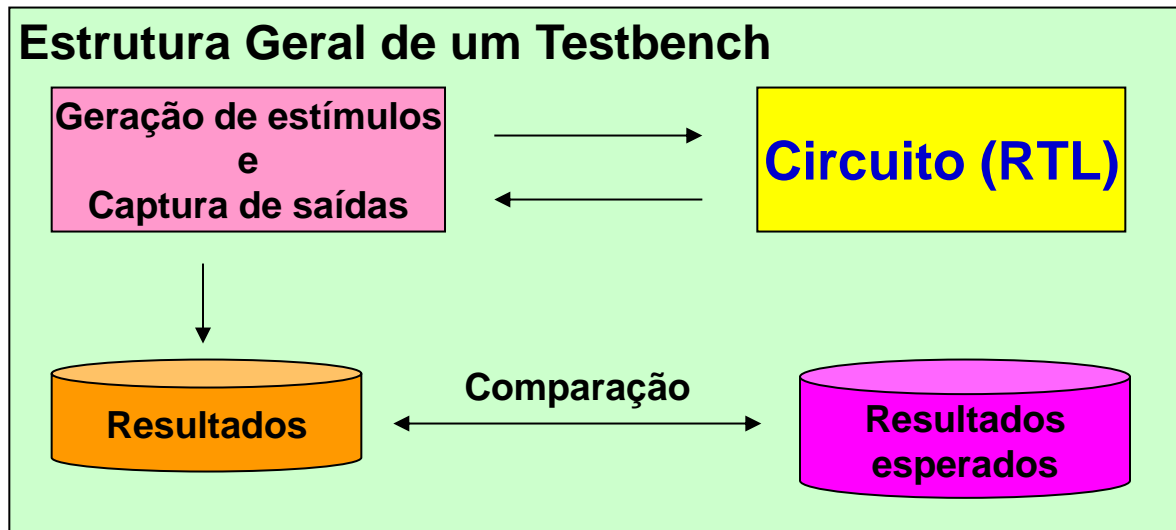 Estrutura Geral de um Testbench
Geração de estímulos
e
Captura de saídas
Circuito (RTL)
Resultados
Comparação
Resultados
esperados